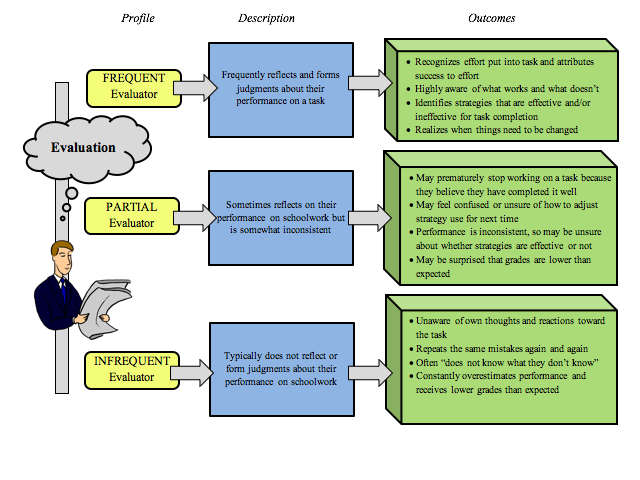 Profile
Description
Outcomes
FREQUENT
Evaluator
Frequently reflects and forms
judgments about their
performance on a task
• Recognizes effort put into task and attributes
success to effort
• Highly aware of what works and what doesn't
• Identifies strategies that are effective and/or
ineffective for task completion
• Realizes when things need to be changed
Evaluation
PARTIAL
Evaluator
Sometimes reflects on their
performance on schoolwork but
is somewhat inconsistent
• May prematurely stop working on a task because
they believe they have completed it well
• May feel confused or unsure of how to adjust
strategy use for next time
• Performance is inconsistent, so may be unsure
about whether strategies are effective or not
• May be surprised that grades are lower than
expected
INFREQUENT
Evaluator
Typically does not reflect or
form judgments about their
performance on schoolwork
• Unaware of own thoughts and reactions toward
the task
• Repeats the same mistakes again and again
• Often “does not know what they don't know”
• Constantly overestimates performance and
receives lower grades than expected